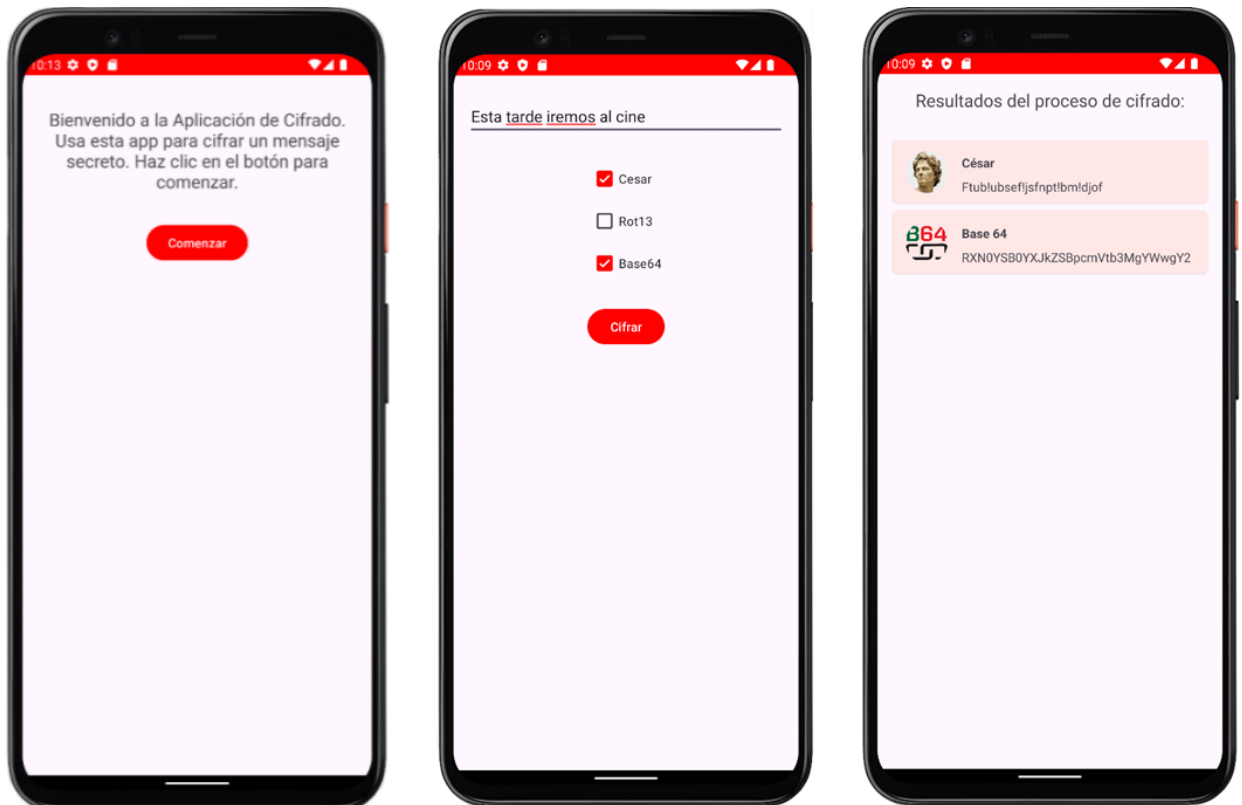 10:13
Bienvenido a la Aplicación de Cifrado.
Usa esta app para cifrar un mensaje
secreto. Haz clic en el botón para
comenzar.
Comenzar
10:09
Esta tarde iremos al cine
Cesar
Rot13
Base64
Cifrar
10:09
Resultados del proceso de cifrado:
César
Ftub!ubsef!jsfnpt!bm!djof
B64
Base 64
RXN0YSB0YXJkZSBpcmVtb3MgYWwgY2